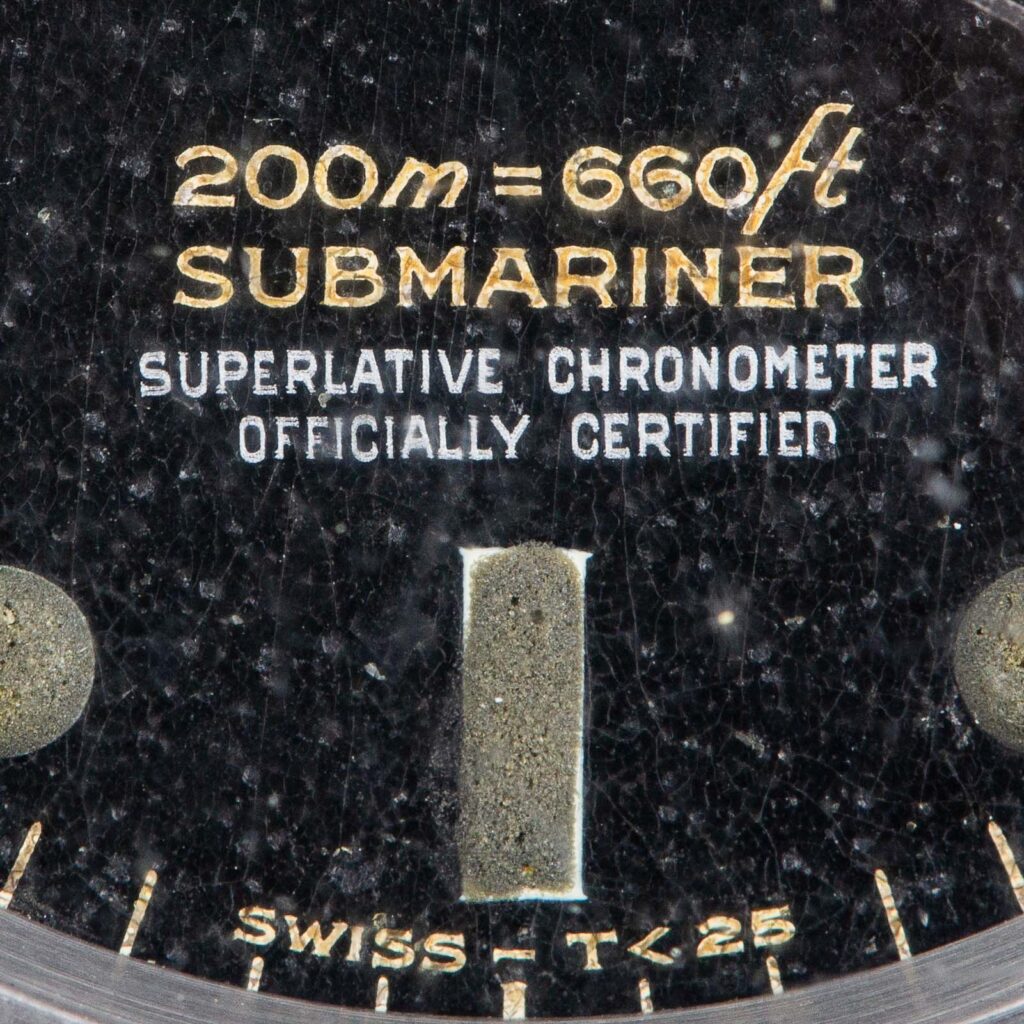 200m = 660ft
SUBMARINER
SUPERLATIVE CHRONOMETER
OFFICIALLY CERTIFIED
SWISS – T < 25